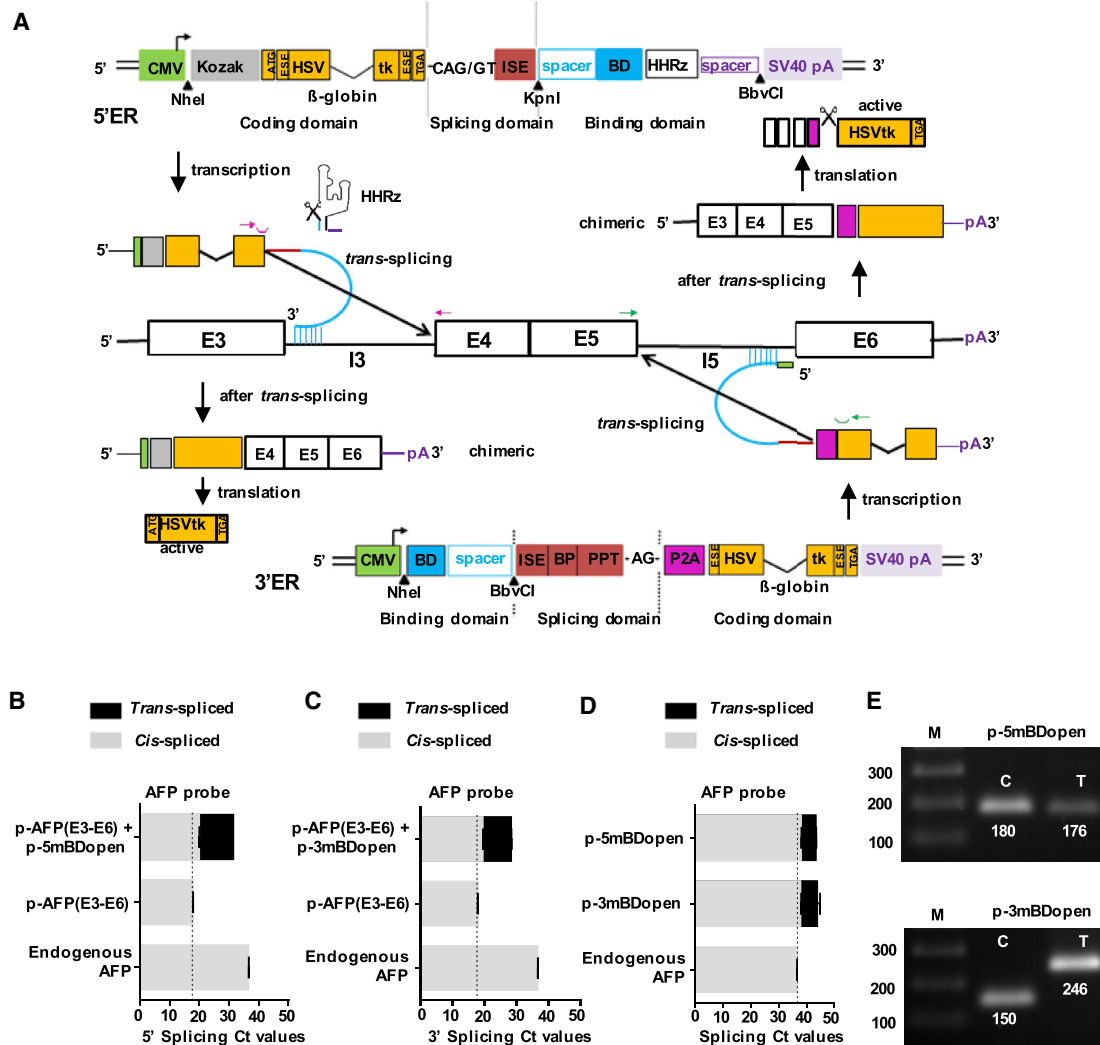 A
5' CMV Kozak ATG ESE HSV tk ESE TGA -CAG/GT ISE spacer BD HHRz spacer SV40 pA 3'
NheI ß-globin KpnI BbvCI
5'ER Coding domain Splicing domain Binding domain
active
HSVtk TGA
transcription
HHRz
translation
chimeric 5' E3 E4 E5 pA3'
5' trans-splicing
after trans-splicing
3'
E3 I3 E4 E5 I5 E6
5' pA3'
5'
after trans-splicing
trans-splicing
5' E4 E5 E6 pA3' chimeric
pA3'
translation
transcription
ATG HSVtk TGA
active
5' CMV BD spacer ISE BP PPT -AG- P2A ESE HSV tk ESE TGA SV40 pA 3'
3'ER NheI BbvCI ß-globin
Binding domain Splicing domain Coding domain
B
Trans-spliced
Cis-spliced
AFP probe
p-AFP(E3-E6) +
p-5mBDopen
p-AFP(E3-E6)
Endogenous
AFP
0 10 20 30 40 50
5' Splicing Ct values
C
Trans-spliced
Cis-spliced
AFP probe
p-AFP(E3-E6) +
p-3mBDopen
p-AFP(E3-E6)
Endogenous
AFP
0 10 20 30 40 50
3' Splicing Ct values
D
Trans-spliced
Cis-spliced
AFP probe
p-5mBDopen
p-3mBDopen
Endogenous
AFP
0 10 20 30 40 50
Splicing Ct values
E
M p-5mBDopen
C T
300
200
100
180 176
M p-3mBDopen
C T
300
200
100
150 246